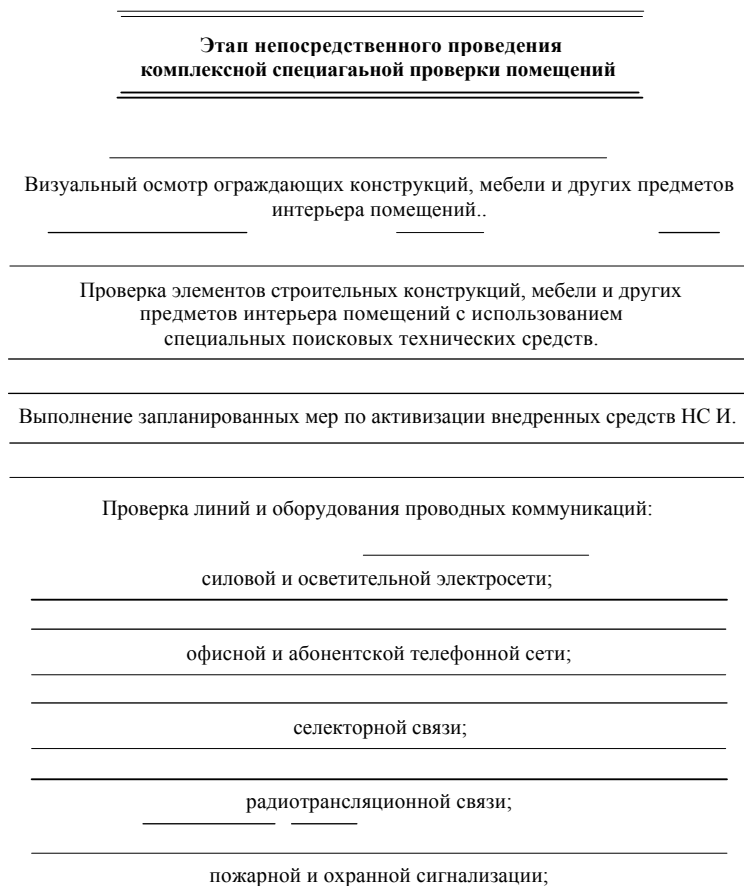 Этап непосредственного проведения
комплексной специагаьной проверки помещений
Визуальный осмотр ограждающих конструкций, мебели и других предметов
интерьера помещений..
Проверка элементов строительных конструкций, мебели и других
предметов интерьера помещений с использованием
специальных поисковых технических средств.
Выполнение запланированных мер по активизации внедренных средств НС И.
Проверка линий и оборудования проводных коммуникаций:
силовой и осветительной электросети;
офисной и абонентской телефонной сети;
селекторной связи;
радиотрансляционной связи;
пожарной и охранной сигнализации;